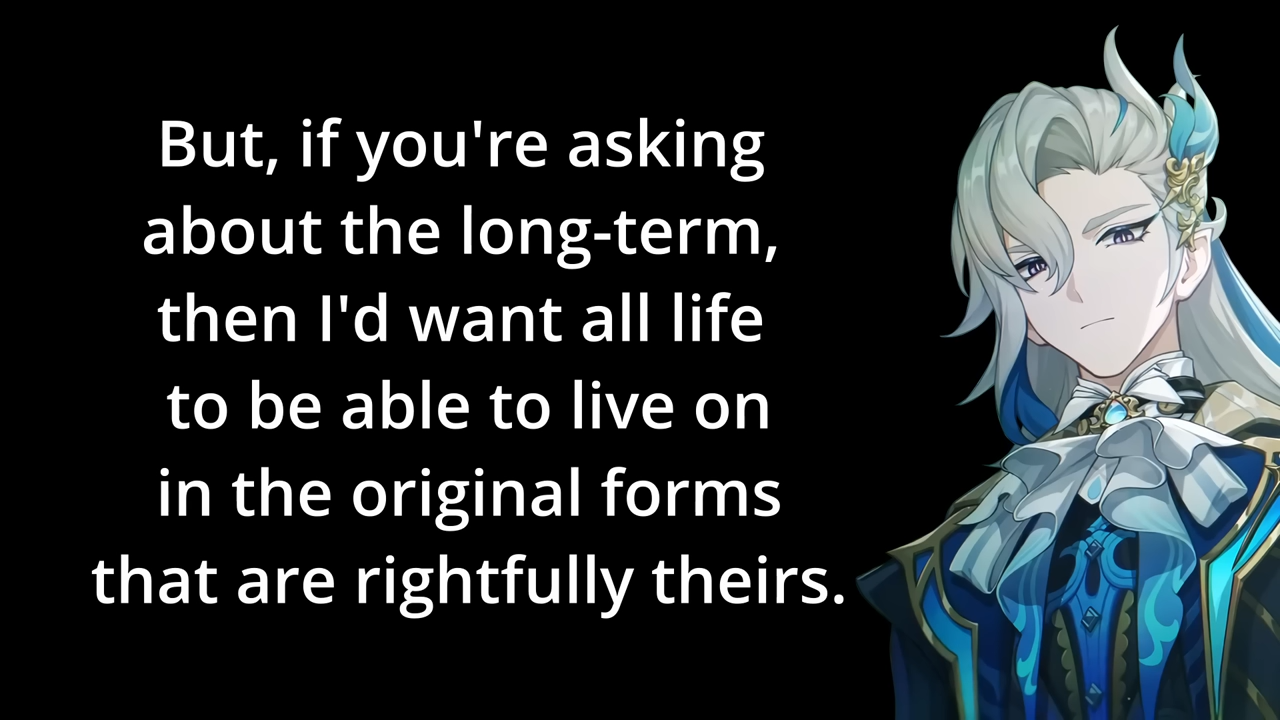 But, if you're asking
about the long-term,
then I'd want all life
to be able to live on
in the original forms
that are rightfully theirs.